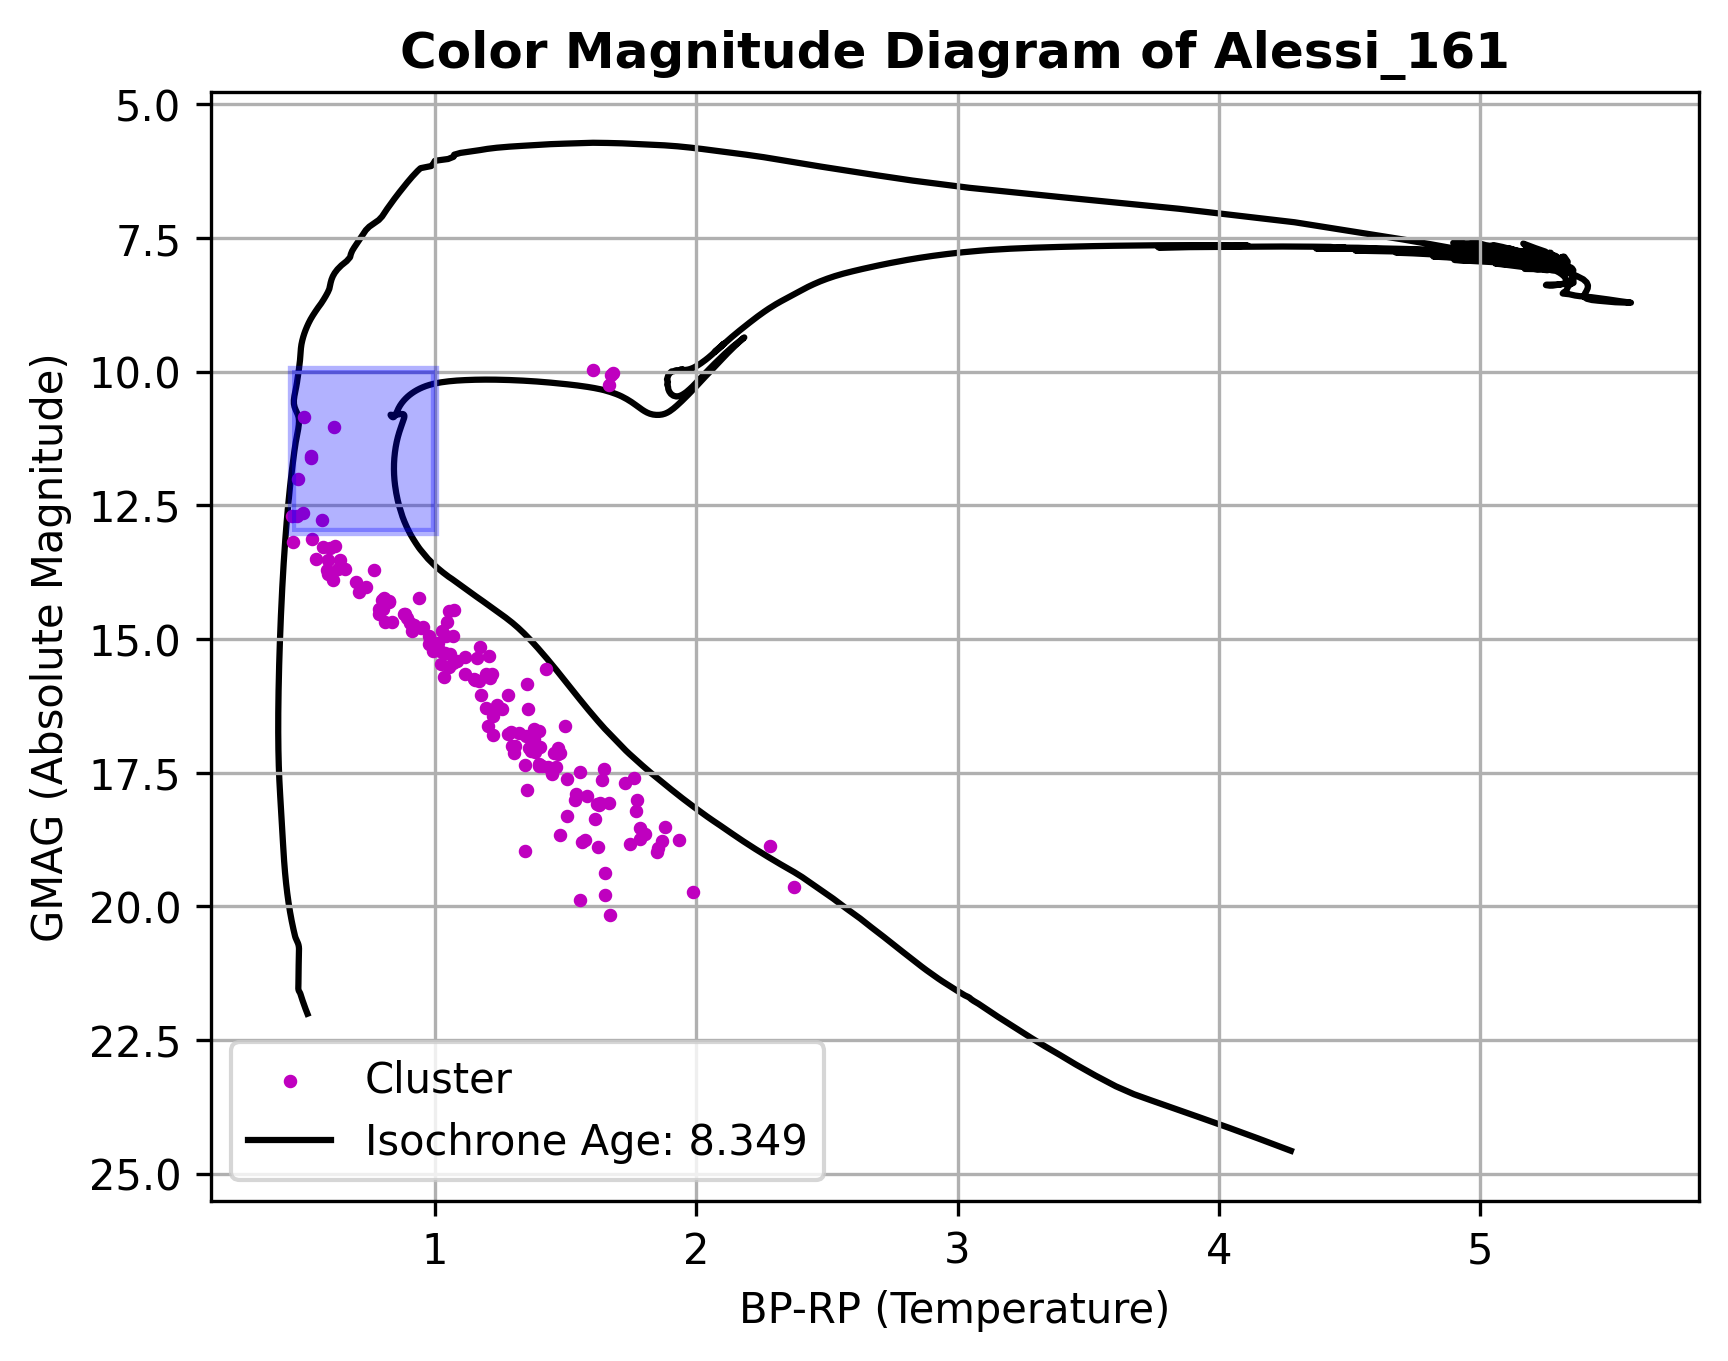 Color Magnitude Diagram of Alessi_161
GMAG (Absolute Magnitude)
5.0
7.5
10.0
12.5
15.0
17.5
20.0
22.5
25.0
Cluster
Isochrone Age: 8.349
1 2 3 4 5
BP-RP (Temperature)